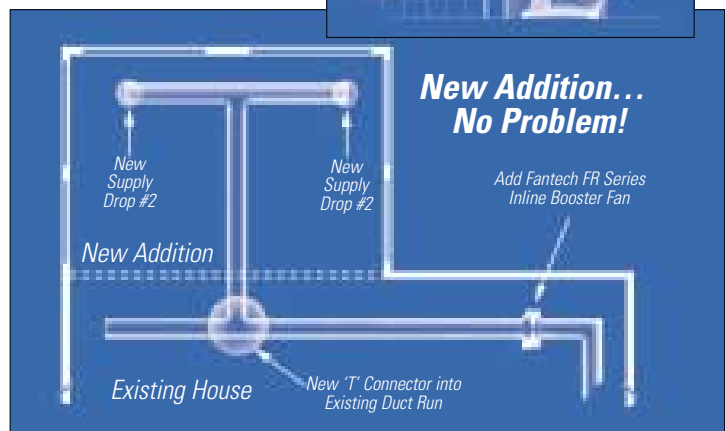 New Addition...
No Problem!
New
Supply
Drop #2
New
Supply
Drop #2
Add Fantech FR Series
Inline Booster Fan
New Addition
Existing House
New ‘T’ Connector into
Existing Duct Run